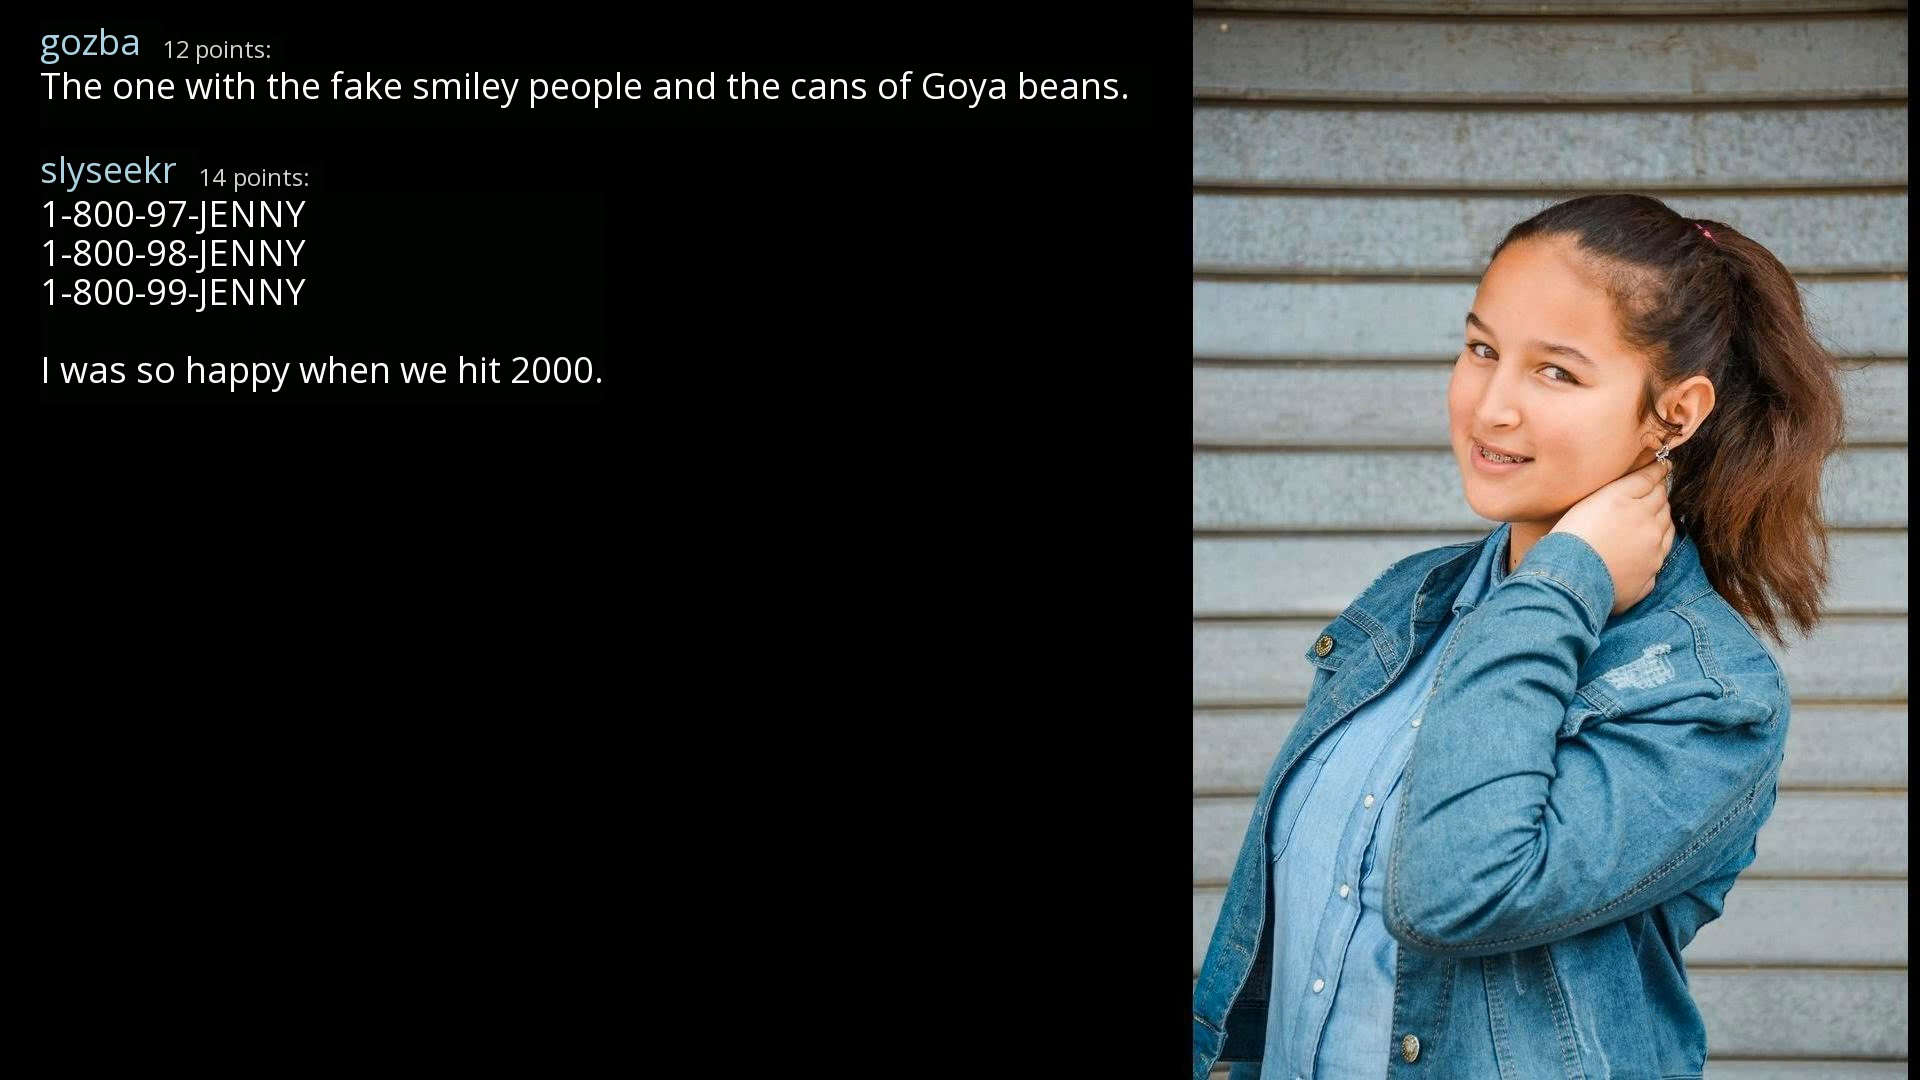 gozba 12 points:
The one with the fake smiley people and the cans of Goya beans.
slyseekr 14 points:
1-800-97-JENNY
1-800-98-JENNY
1-800-99-JENNY
I was so happy when we hit 2000.